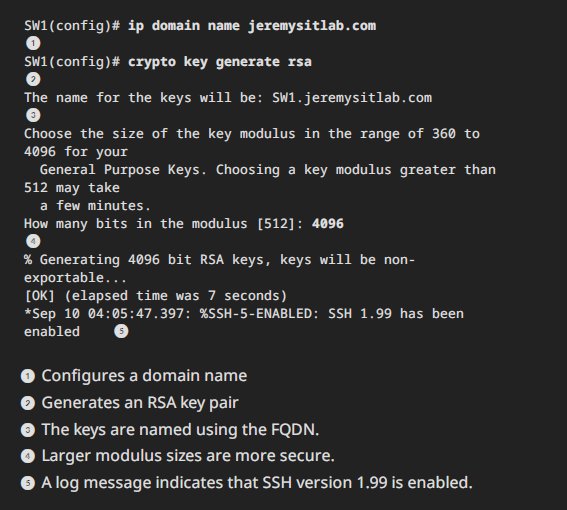 SW1(config)# ip domain name jeremysitlab.com
1
SW1(config)# crypto key generate rsa
2
The name for the keys will be: SW1.jeremysitlab.com
3
Choose the size of the key modulus in the range of 360 to
4096 for your
General Purpose Keys. Choosing a key modulus greater than
512 may take
a few minutes.
How many bits in the modulus [512]: 4096
4
% Generating 4096 bit RSA keys, keys will be non-
exportable...
[OK] (elapsed time was 7 seconds)
*Sep 10 04:05:47.397: %SSH-5-ENABLED: SSH 1.99 has been
enabled 5
1 Configures a domain name
2 Generates an RSA key pair
3 The keys are named using the FQDN.
4 Larger modulus sizes are more secure.
5 A log message indicates that SSH version 1.99 is enabled.